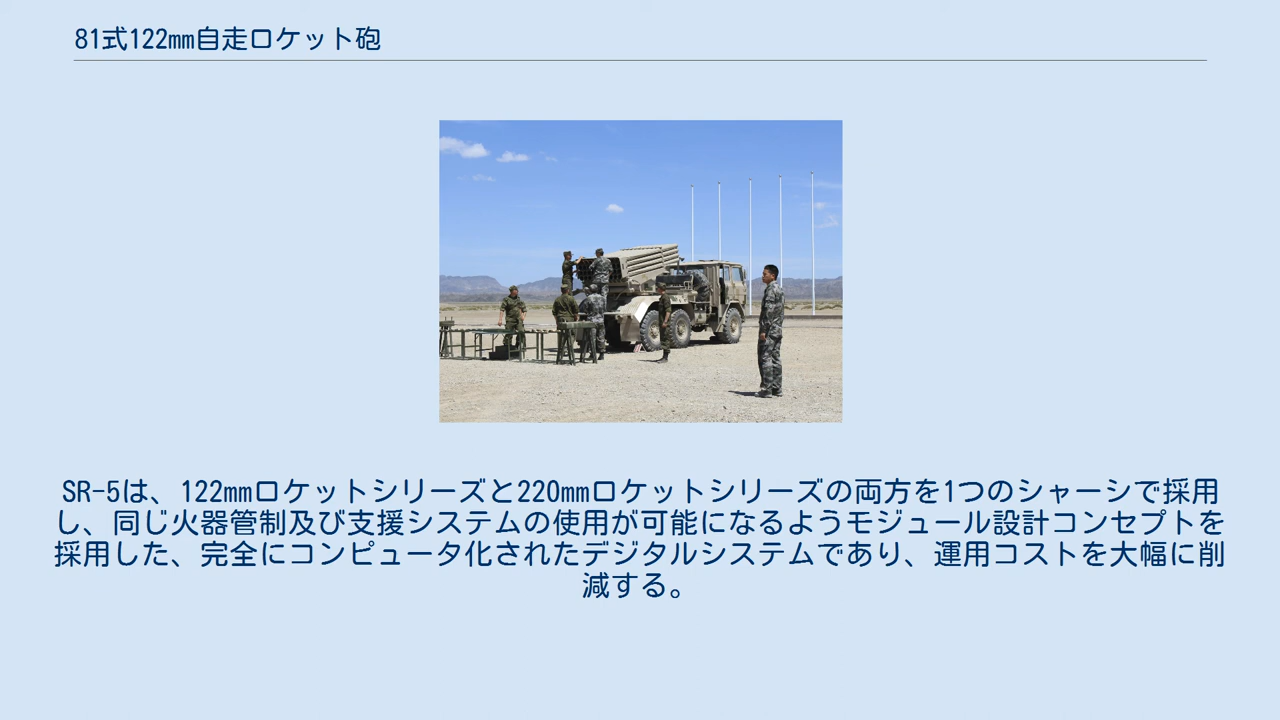 81式122mm自走ロケット砲
SR-5は、122mmロケットシリーズと220mmロケットシリーズの両方を1つのシャーシで採用
し、同じ火器管制及び支援システムの使用が可能になるようモジュール設計コンセプトを
採用した、完全にコンピュータ化されたデジタルシステムであり、運用コストを大幅に削
減する。